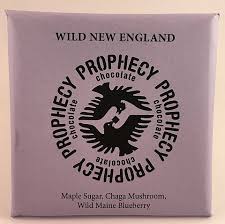 WILD NEW ENGLAND
PROPHECY
chocolate
PROPHECY
chocolate
PROPHECY
chocolate
PROPHECY
chocolate
Maple Sugar, Chaga Mushroom,
Wild Maine Blueberry